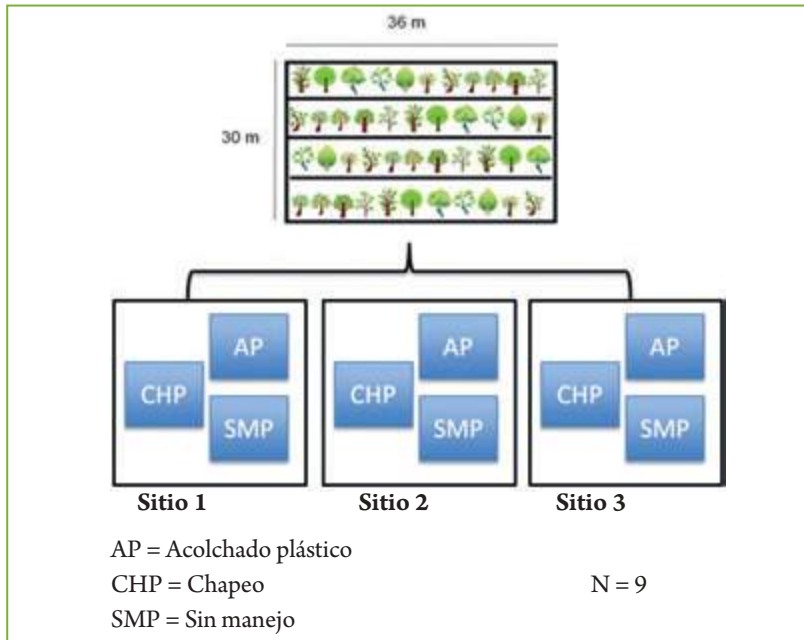 36 m
30 m
AP
CHP
SMP
AP
CHP
SMP
AP
CHP
SMP
Sitio 1
Sitio 2
Sitio 3
AP = Acolchado plástico
CHP = Chapeo
N = 9
SMP = Sin manejo